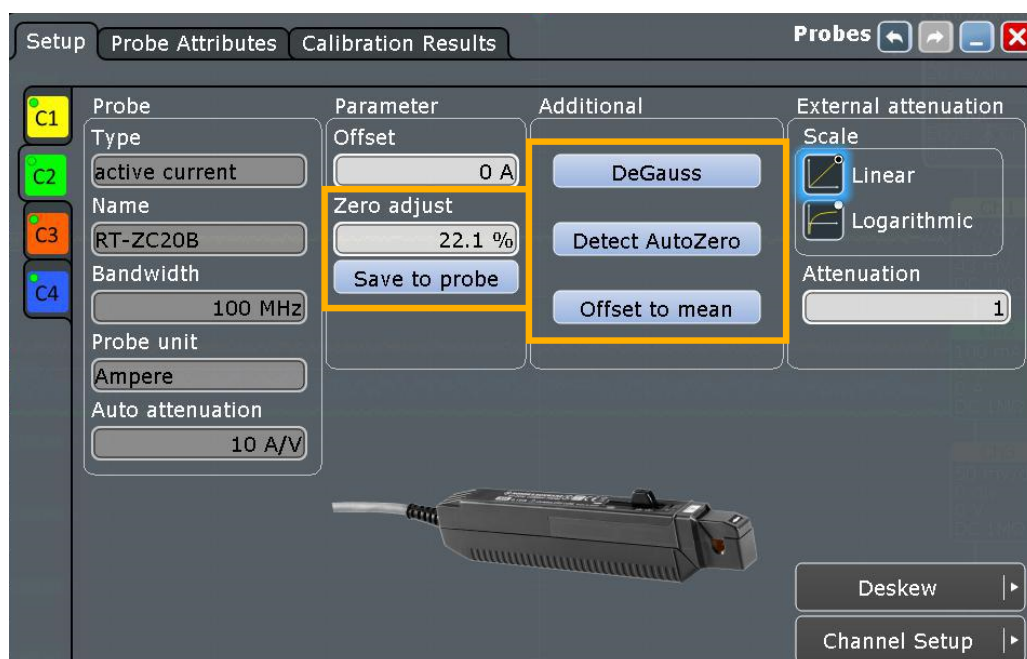 Setup
Probe Attributes
Calibration Results
Probes
C1
C2
C3
C4
Probe
Type
active current
Name
RT-ZC20B
Bandwidth
100 MHz
Probe unit
Ampere
Auto attenuation
10 A/V
Parameter
Offset
0 A
Zero adjust
22.1 %
Save to probe
Additional
DeGauss
Detect AutoZero
Offset to mean
External attenuation
Scale
Linear
Logarithmic
Attenuation
1
Deskew
Channel Setup